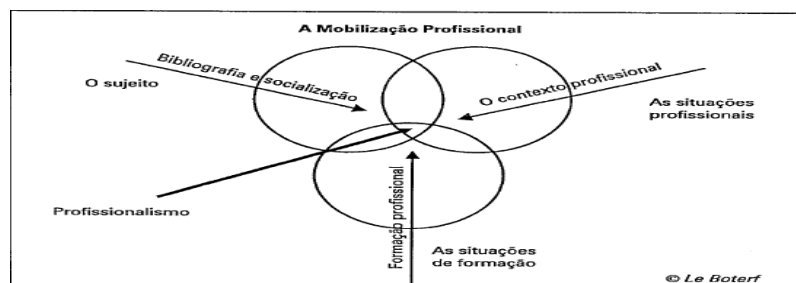 A Mobilização Profissional
Bibliografia e socialização
O sujeito
O contexto profissional
As situações
profissionais
Profissionalismo
Formação profissional
As situações
de formação
© Le Boterf